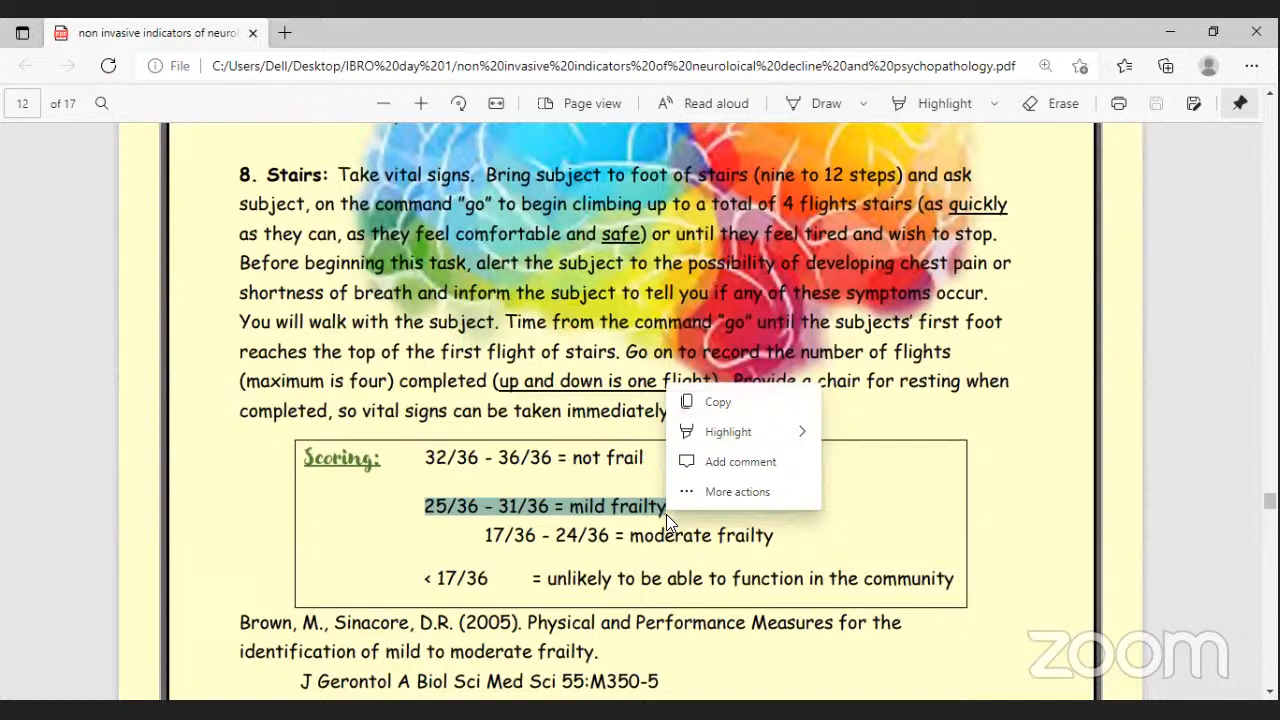 non invasive indicators of neuro
File
C:/Users/Dell/Desktop/IBRO%20day%201/non%20invasive%20indicators%20of%20neuroloical%20decline%20and%20psychopathology.pdf
12 of 17
Page view
Read aloud
Draw
Highlight
Erase
8. Stairs: Take vital signs. Bring subject to foot of stairs (nine to 12 steps) and ask
subject, on the command "go" to begin climbing up to a total of 4 flights stairs (as quickly
as they can, as they feel comfortable and safe) or until they feel tired and wish to stop.
Before beginning this task, alert the subject to the possibility of developing chest pain or
shortness of breath and inform the subject to tell you if any of these symptoms occur.
You will walk with the subject. Time from the command "go" until the subjects' first foot
reaches the top of the first flight of stairs. Go on to record the number of flights
(maximum is four) completed (up and down is one flight). Provide a chair for resting when
completed, so vital signs can be taken immediately
Copy
Highlight
Add comment
More actions
Scoring: 32/36 - 36/36 = not frail
25/36 - 31/36 = mild frailty
17/36 - 24/36 = moderate frailty
< 17/36 = unlikely to be able to function in the community
Brown, M., Sinacore, D.R. (2005). Physical and Performance Measures for the
identification of mild to moderate frailty.
J Gerontol A Biol Sci Med Sci 55:M350-5
zoom